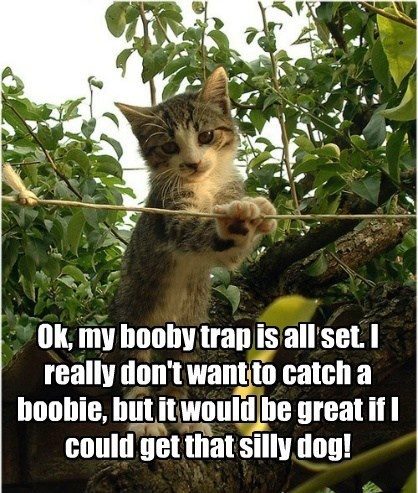 Ok, my booby trap is all set. I
really don't want to catch a
boobie, but it would be great if I
could get that silly dog!